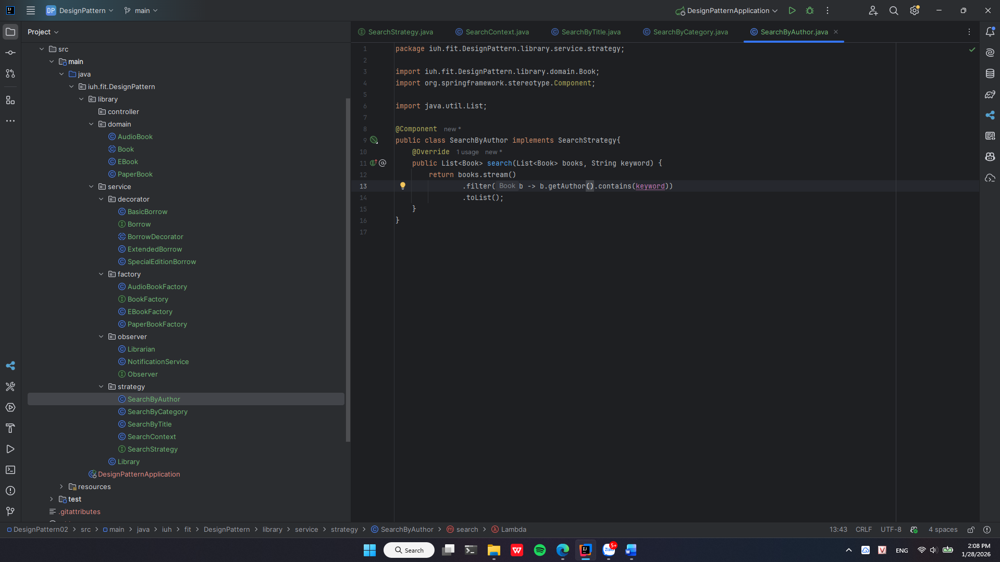 DP DesignPattern main DesignPatternApplication
Project
SearchStrategy.java SearchContext.java SearchByTitle.java SearchByCategory.java SearchByAuthor.java
src
main
java
iuh.fit.DesignPattern
library
controller
domain
AudioBook
Book
EBook
PaperBook
service
decorator
BasicBorrow
Borrow
BorrowDecorator
ExtendedBorrow
SpecialEditionBorrow
factory
AudioBookFactory
BookFactory
EBookFactory
PaperBookFactory
observer
Librarian
NotificationService
Observer
strategy
SearchByAuthor
SearchByCategory
SearchByTitle
SearchContext
SearchStrategy
Library
DesignPatternApplication
resources
test
.gitattributes
1 package iuh.fit.DesignPattern.library.service.strategy;
2
3 import iuh.fit.DesignPattern.library.domain.Book;
4 import org.springframework.stereotype.Component;
5
6 import java.util.List;
7
8 @Component new *
9 public class SearchByAuthor implements SearchStrategy{
10 @Override 1 usage new *
11 public List<Book> search(List<Book> books, String keyword) {
12 return books.stream()
13 .filter( Book b -> b.getAuthor().contains(keyword))
14 .toList();
15 }
16 }
17
DesignPattern02 > src > main > java > iuh > fit > DesignPattern > library > service > strategy > SearchByAuthor > search > Lambda
13:43 CRLF UTF-8 4 spaces
Search
5+
Zalo
ENG
2:08 PM
1/28/2026